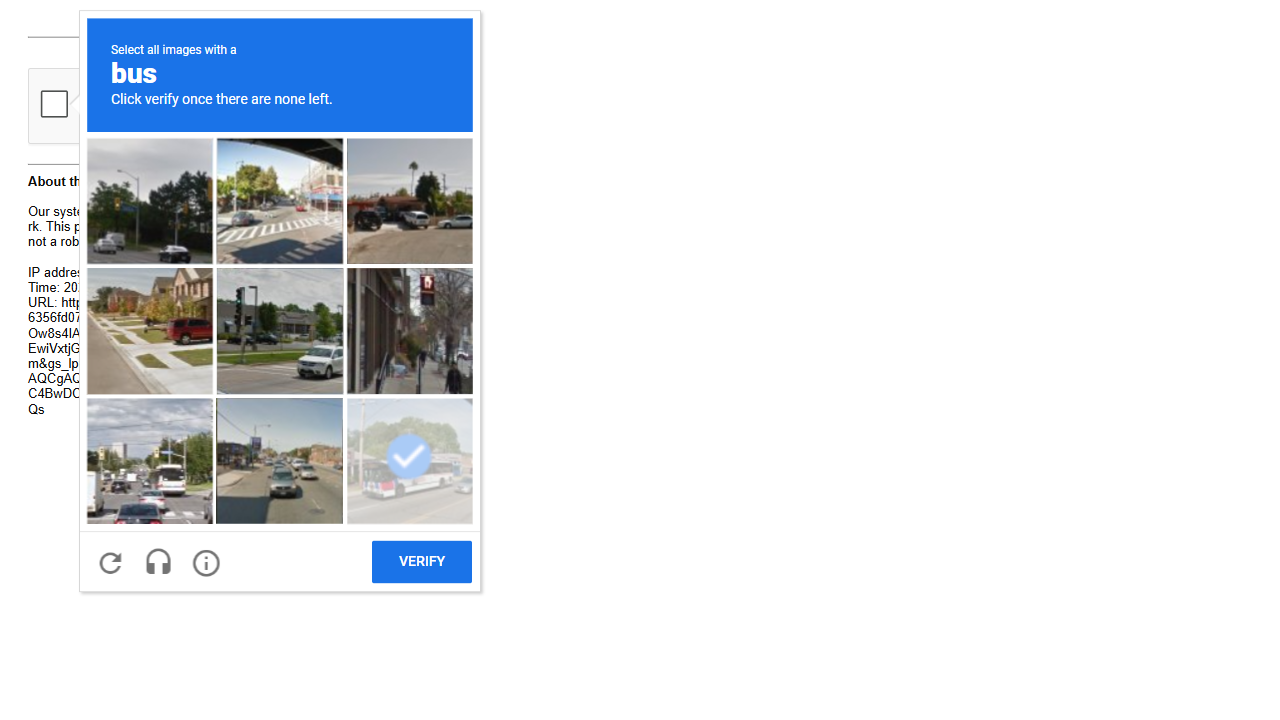 Select all images with a
bus
Click verify once there are none left.
About th
Our syste
rk. This p
not a rob
IP addres
Time: 20
URL: http
6356fd07
Ow8s4IA
EwiVxtjG
m&gs_lp
AQCgAQ
C4BwDC
Qs
VERIFY